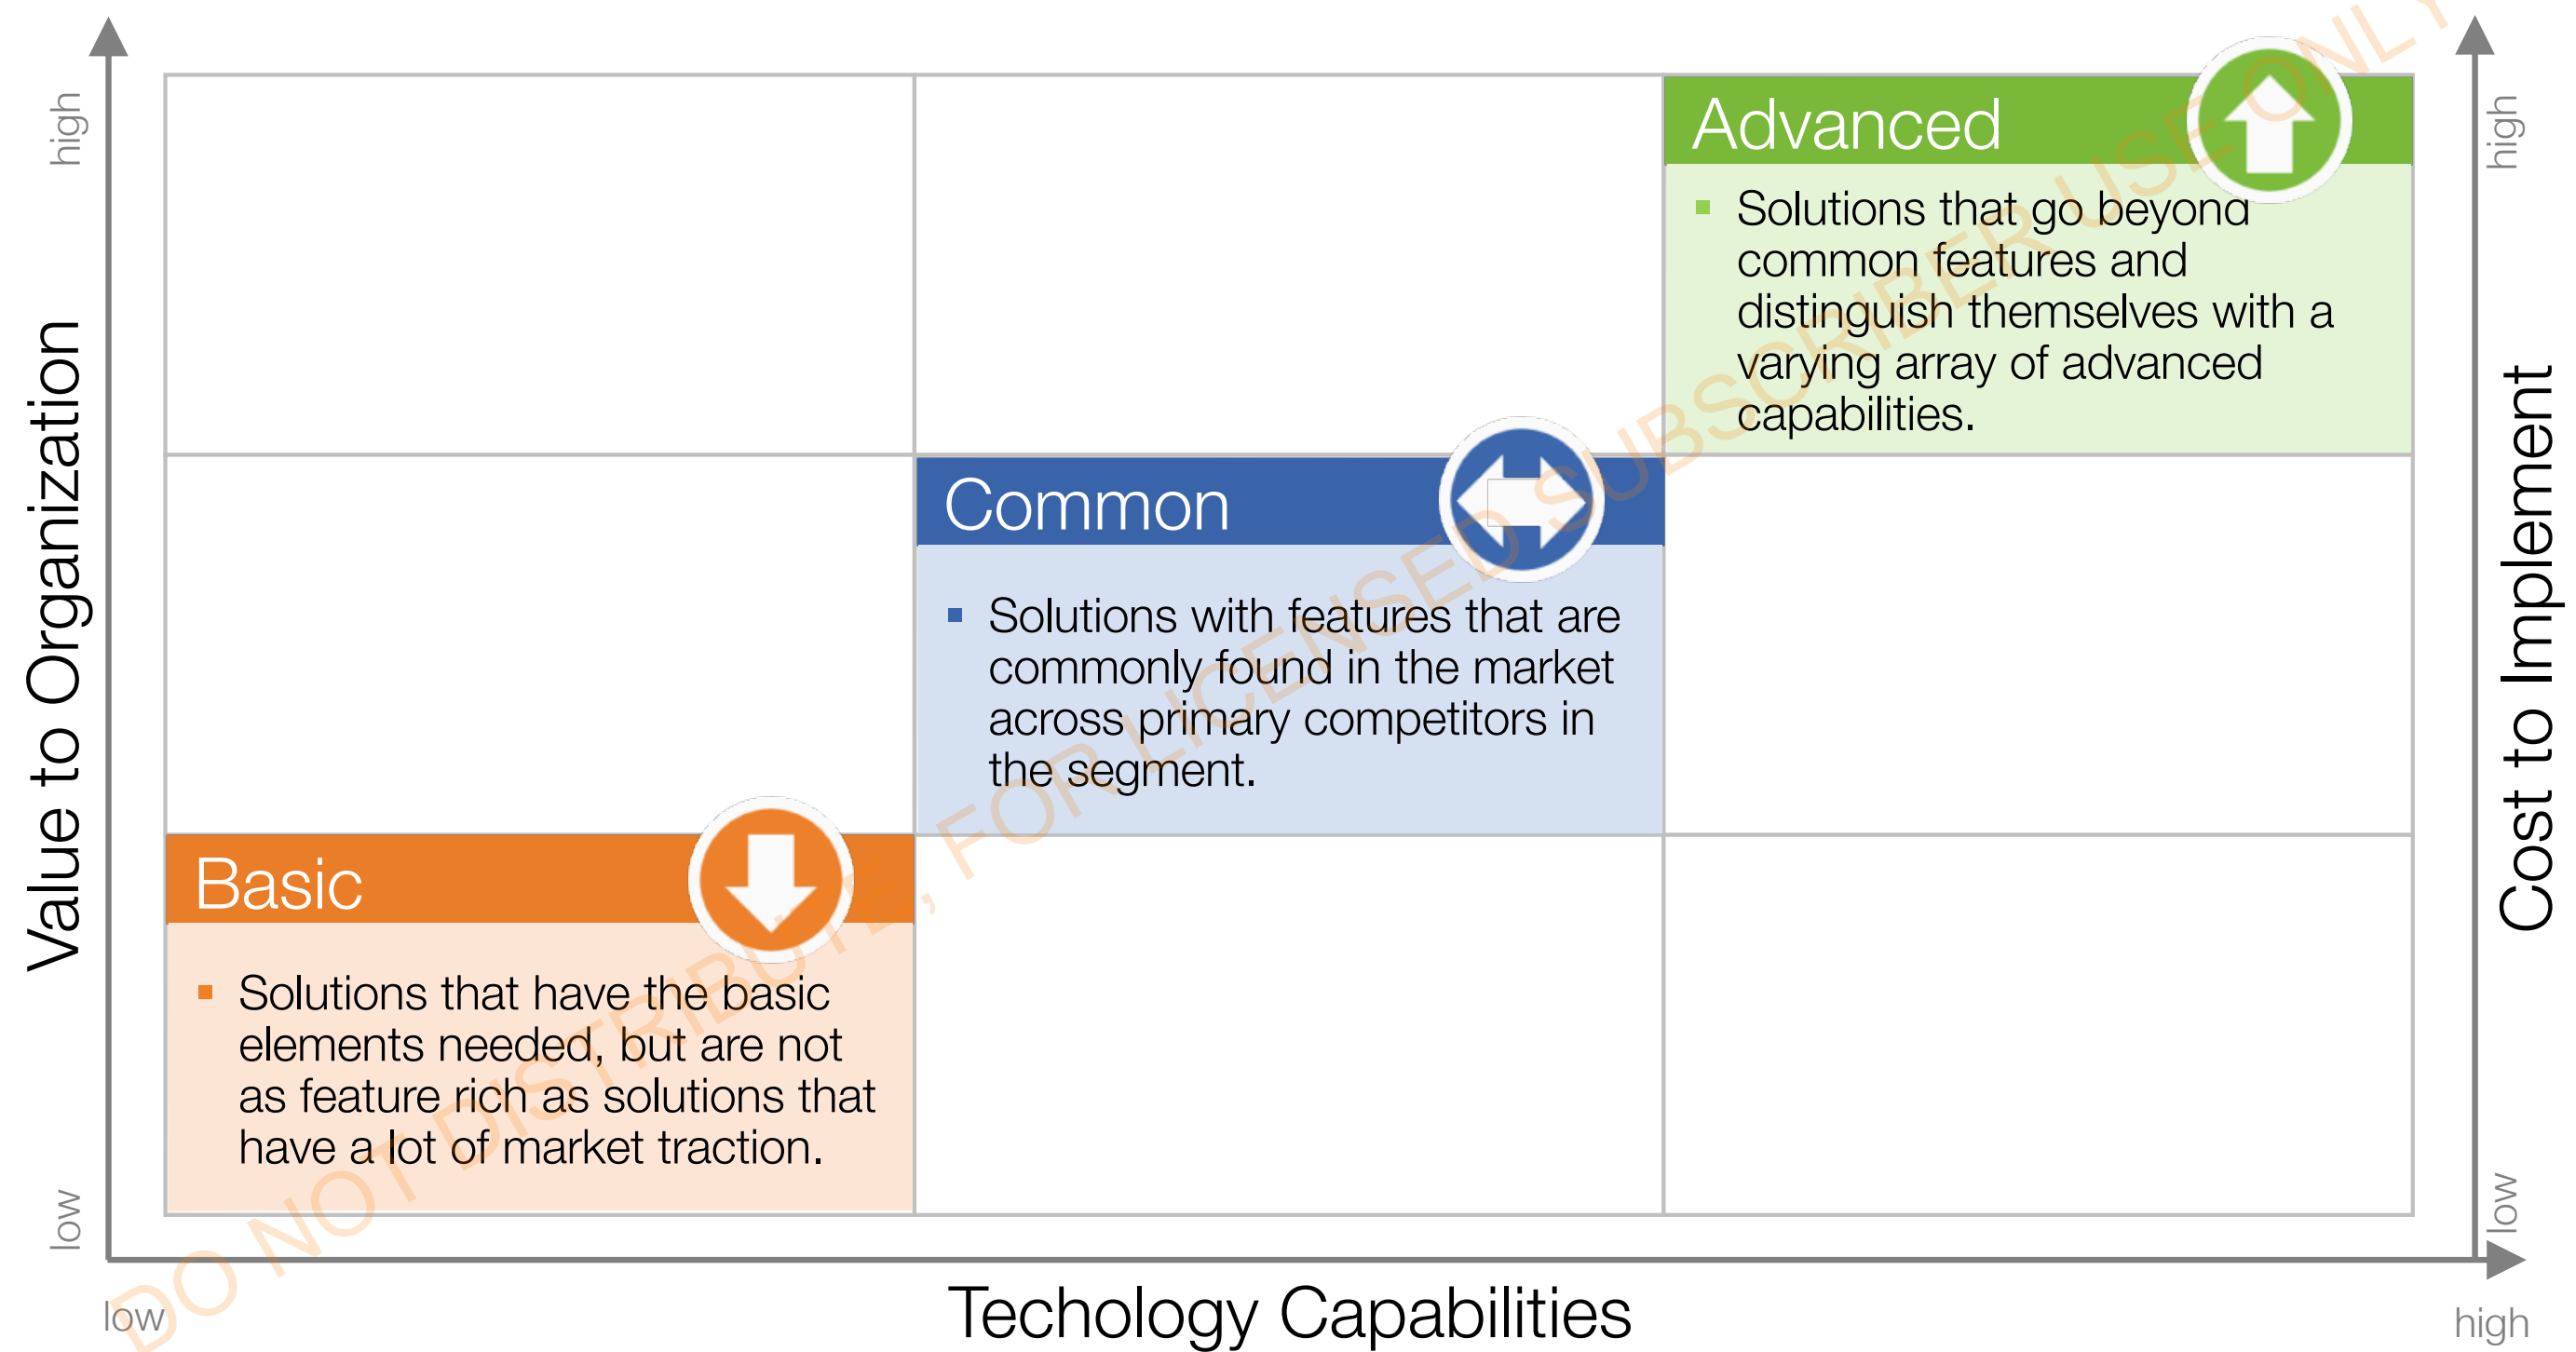 high
high
Advanced
Solutions that go beyond
common features and
distinguish themselves with a
varying array of advanced
capabilities.
Value to Organization
Cost to Implement
Common
Solutions with features that are
commonly found in the market
across primary competitors in
the segment.
Basic
Solutions that have the basic
elements needed, but are not
as feature rich as solutions that
have a lot of market traction.
low
low
low
Techology Capabilities
high
DO NOT DISTRIBUTE, FOR LICENSED SUBSCRIBER USE ONLY